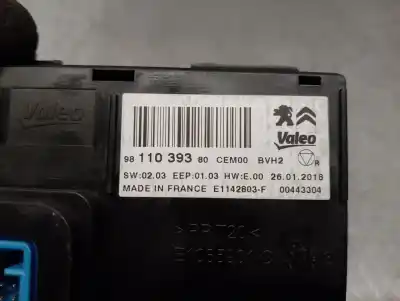 Valeo
Valeo
98 110 393 80 CEM00 BVH2 R
SW:02.03 EEP:01.03 HW:E.00 26.01.2018
MADE IN FRANCE E1142803-F 00443304